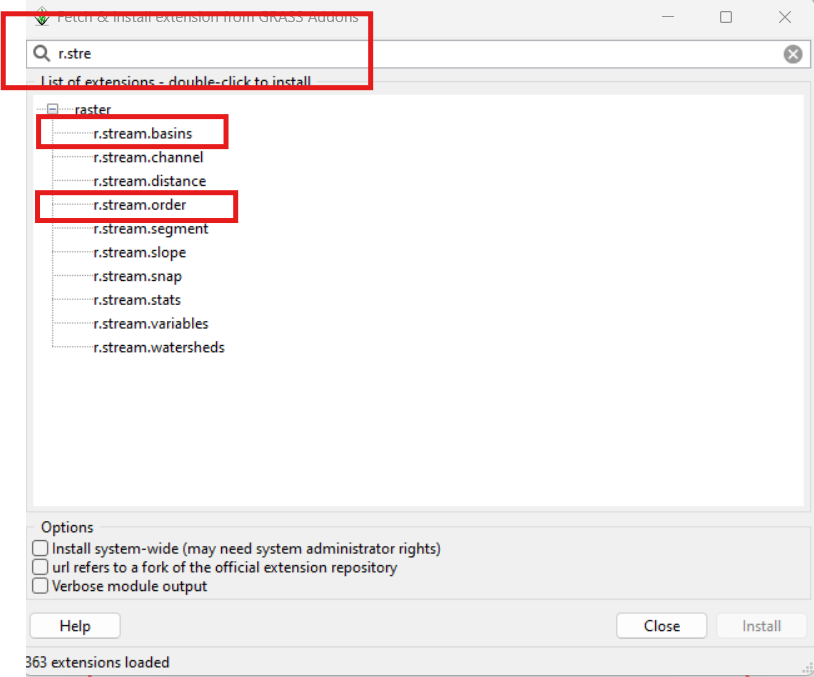 Fetch & Install extension from GRASS Addons
r.stre
List of extensions - double-click to install
raster
r.stream.basins
r.stream.channel
r.stream.distance
r.stream.order
r.stream.segment
r.stream.slope
r.stream.snap
r.stream.stats
r.stream.variables
r.stream.watersheds
Options
Install system-wide (may need system administrator rights)
url refers to a fork of the official extension repository
Verbose module output
Help
Close
Install
363 extensions loaded